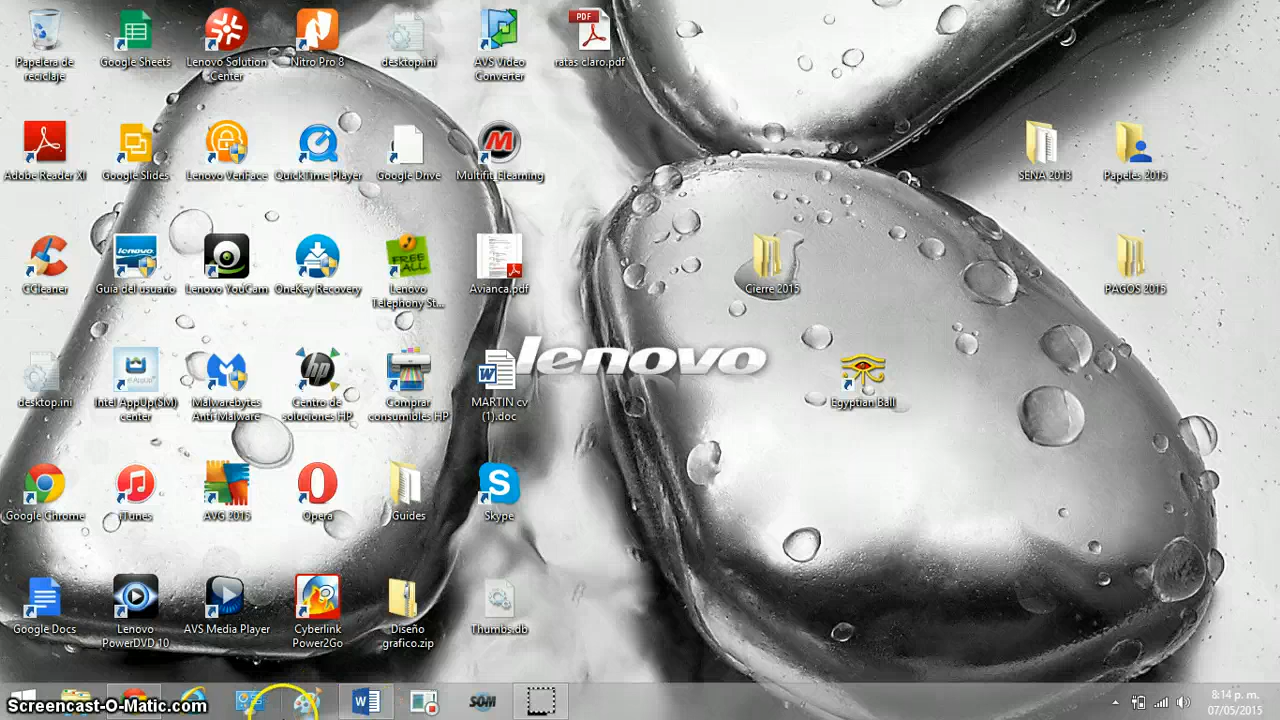 Papelera de
reciclaje
Google Sheets
Lenovo Solution
Center
Nitro Pro 8
desktop.ini
AVS Video
Converter
PDF
ratas claro.pdf
Adobe Reader XI
Google Slides
Lenovo VeriFace
QuickTime Player
Google Drive
M
Multifit Elearning
SENA 2013
Papeles 2015
CCleaner
lenovo
Guía del usuario
Lenovo YouCam
OneKey Recovery
FREE
CALL
Lenovo
Telephony St...
Avianca.pdf
Cierre 2015
PAGOS 2015
desktop.ini
Intel AppUp(SM)
center
Malwarebytes
Anti-Malware
hp
Centro de
soluciones HP
Comprar
consumibles HP
W
MARTIN cv
(1).doc
lenovo
Egyptian Ball
Google Chrome
iTunes
AVG 2015
Opera
Guides
S
Skype
Google Docs
Lenovo
PowerDVD 10
AVS Media Player
Cyberlink
Power2Go
Diseño
grafico.zip
Thumbs.db
Screencast-O-Matic.com
W
SOM
8:14 p. m.
07/05/2015